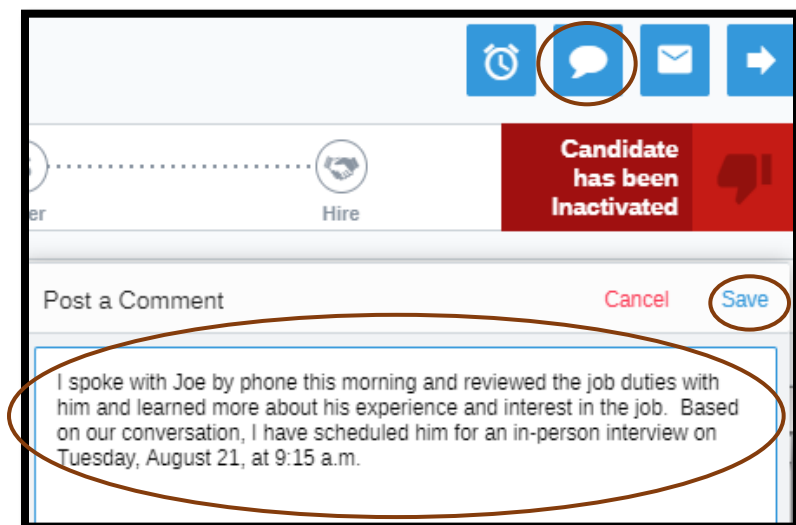 Candidate
has been
Inactivated
er
Hire
Post a Comment Cancel Save
I spoke with Joe by phone this morning and reviewed the job duties with
him and learned more about his experience and interest in the job.  Based
on our conversation, I have scheduled him for an in-person interview on
Tuesday, August 21, at 9:15 a.m.